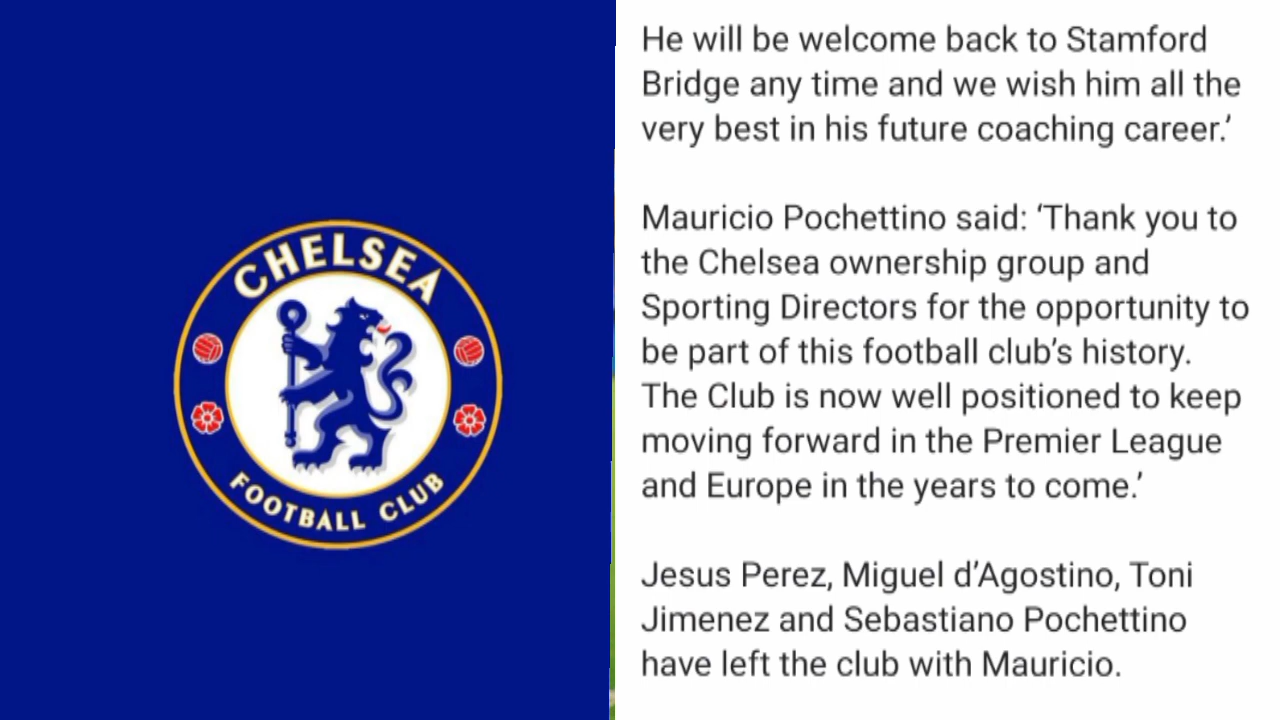 CHELSEA
FOOTBALL CLUB
He will be welcome back to Stamford
Bridge any time and we wish him all the
very best in his future coaching career.’
Mauricio Pochettino said: ‘Thank you to
the Chelsea ownership group and
Sporting Directors for the opportunity to
be part of this football club’s history.
The Club is now well positioned to keep
moving forward in the Premier League
and Europe in the years to come.’
Jesus Perez, Miguel d’Agostino, Toni
Jimenez and Sebastiano Pochettino
have left the club with Mauricio.